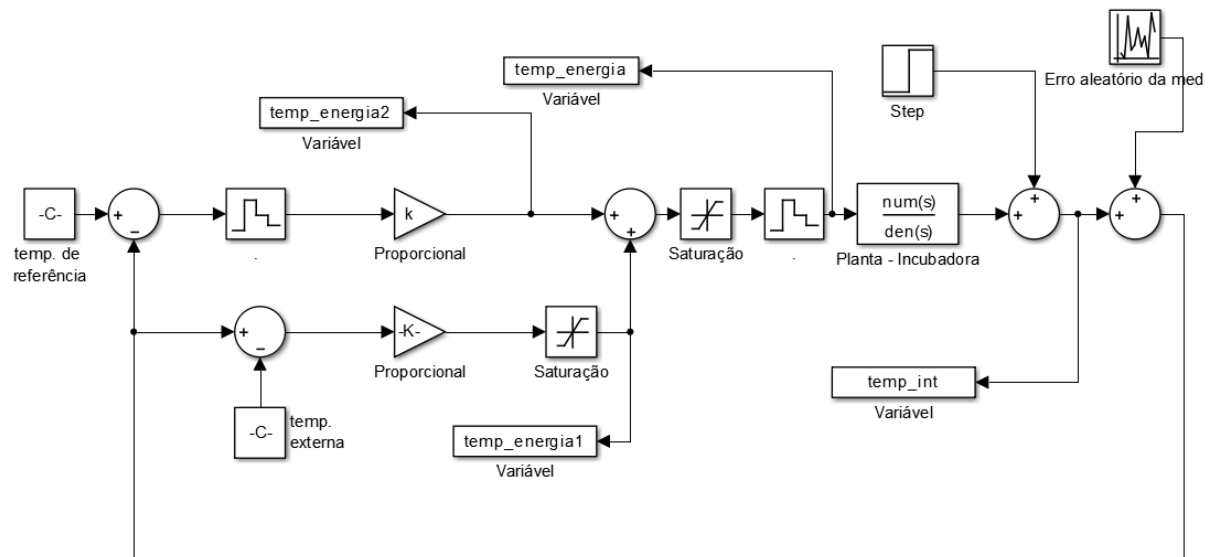 temp_energia
Variável
Erro aleatório da med
Step
temp_energia2
Variável
-C-
temp. de
referência
+
−
.
k
Proporcional
+
+
Saturação
.
num(s)
den(s)
Planta - Incubadora
+
+
+
+
+
−
-K-
Proporcional
Saturação
-C-
temp.
externa
temp_energia1
Variável
temp_int
Variável